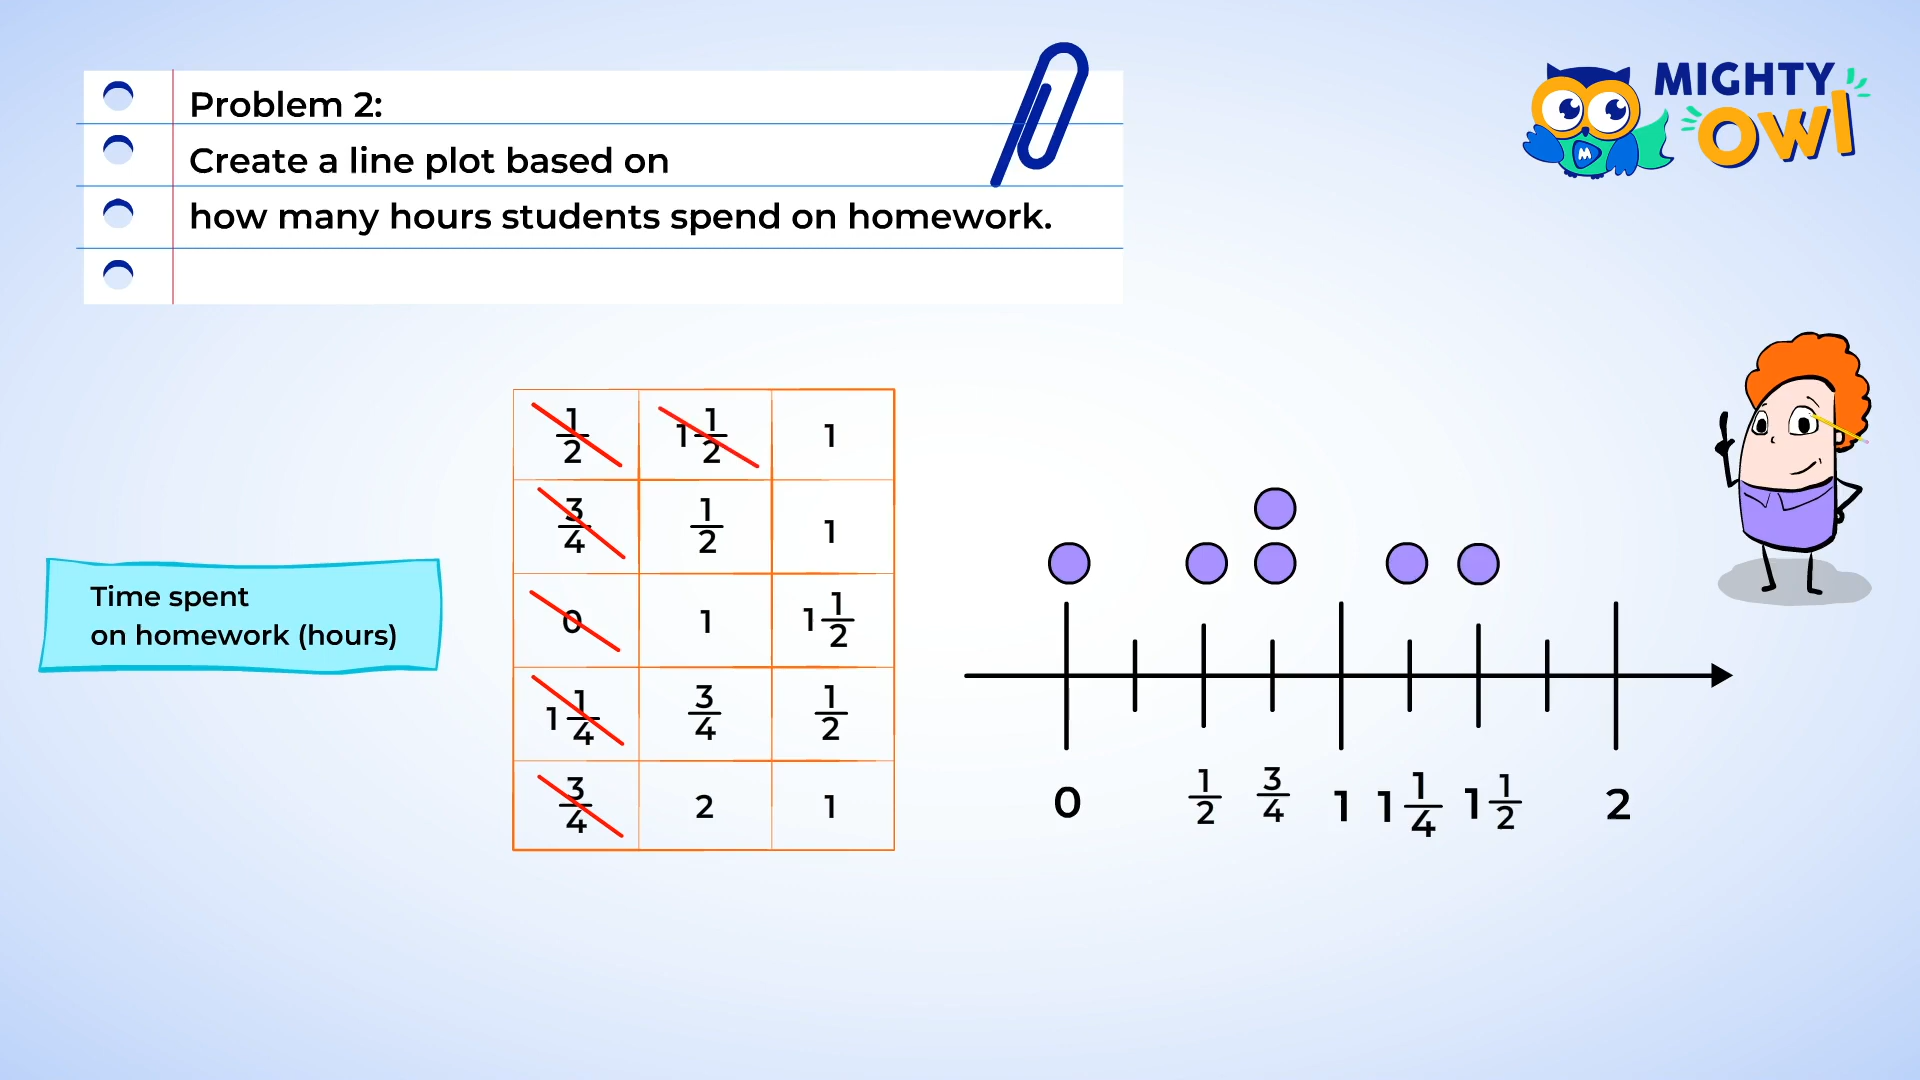 Problem 2:
Create a line plot based on
how many hours students spend on homework.
MIGHTY
OWL
M
Time spent
on homework (hours)
1/2 1 1/2 1
3/4 1/2 1
0 1 1 1/2
1 1/4 3/4 1/2
3/4 2 1
0 1/2 3/4 1 1 1/4 1 1/2 2